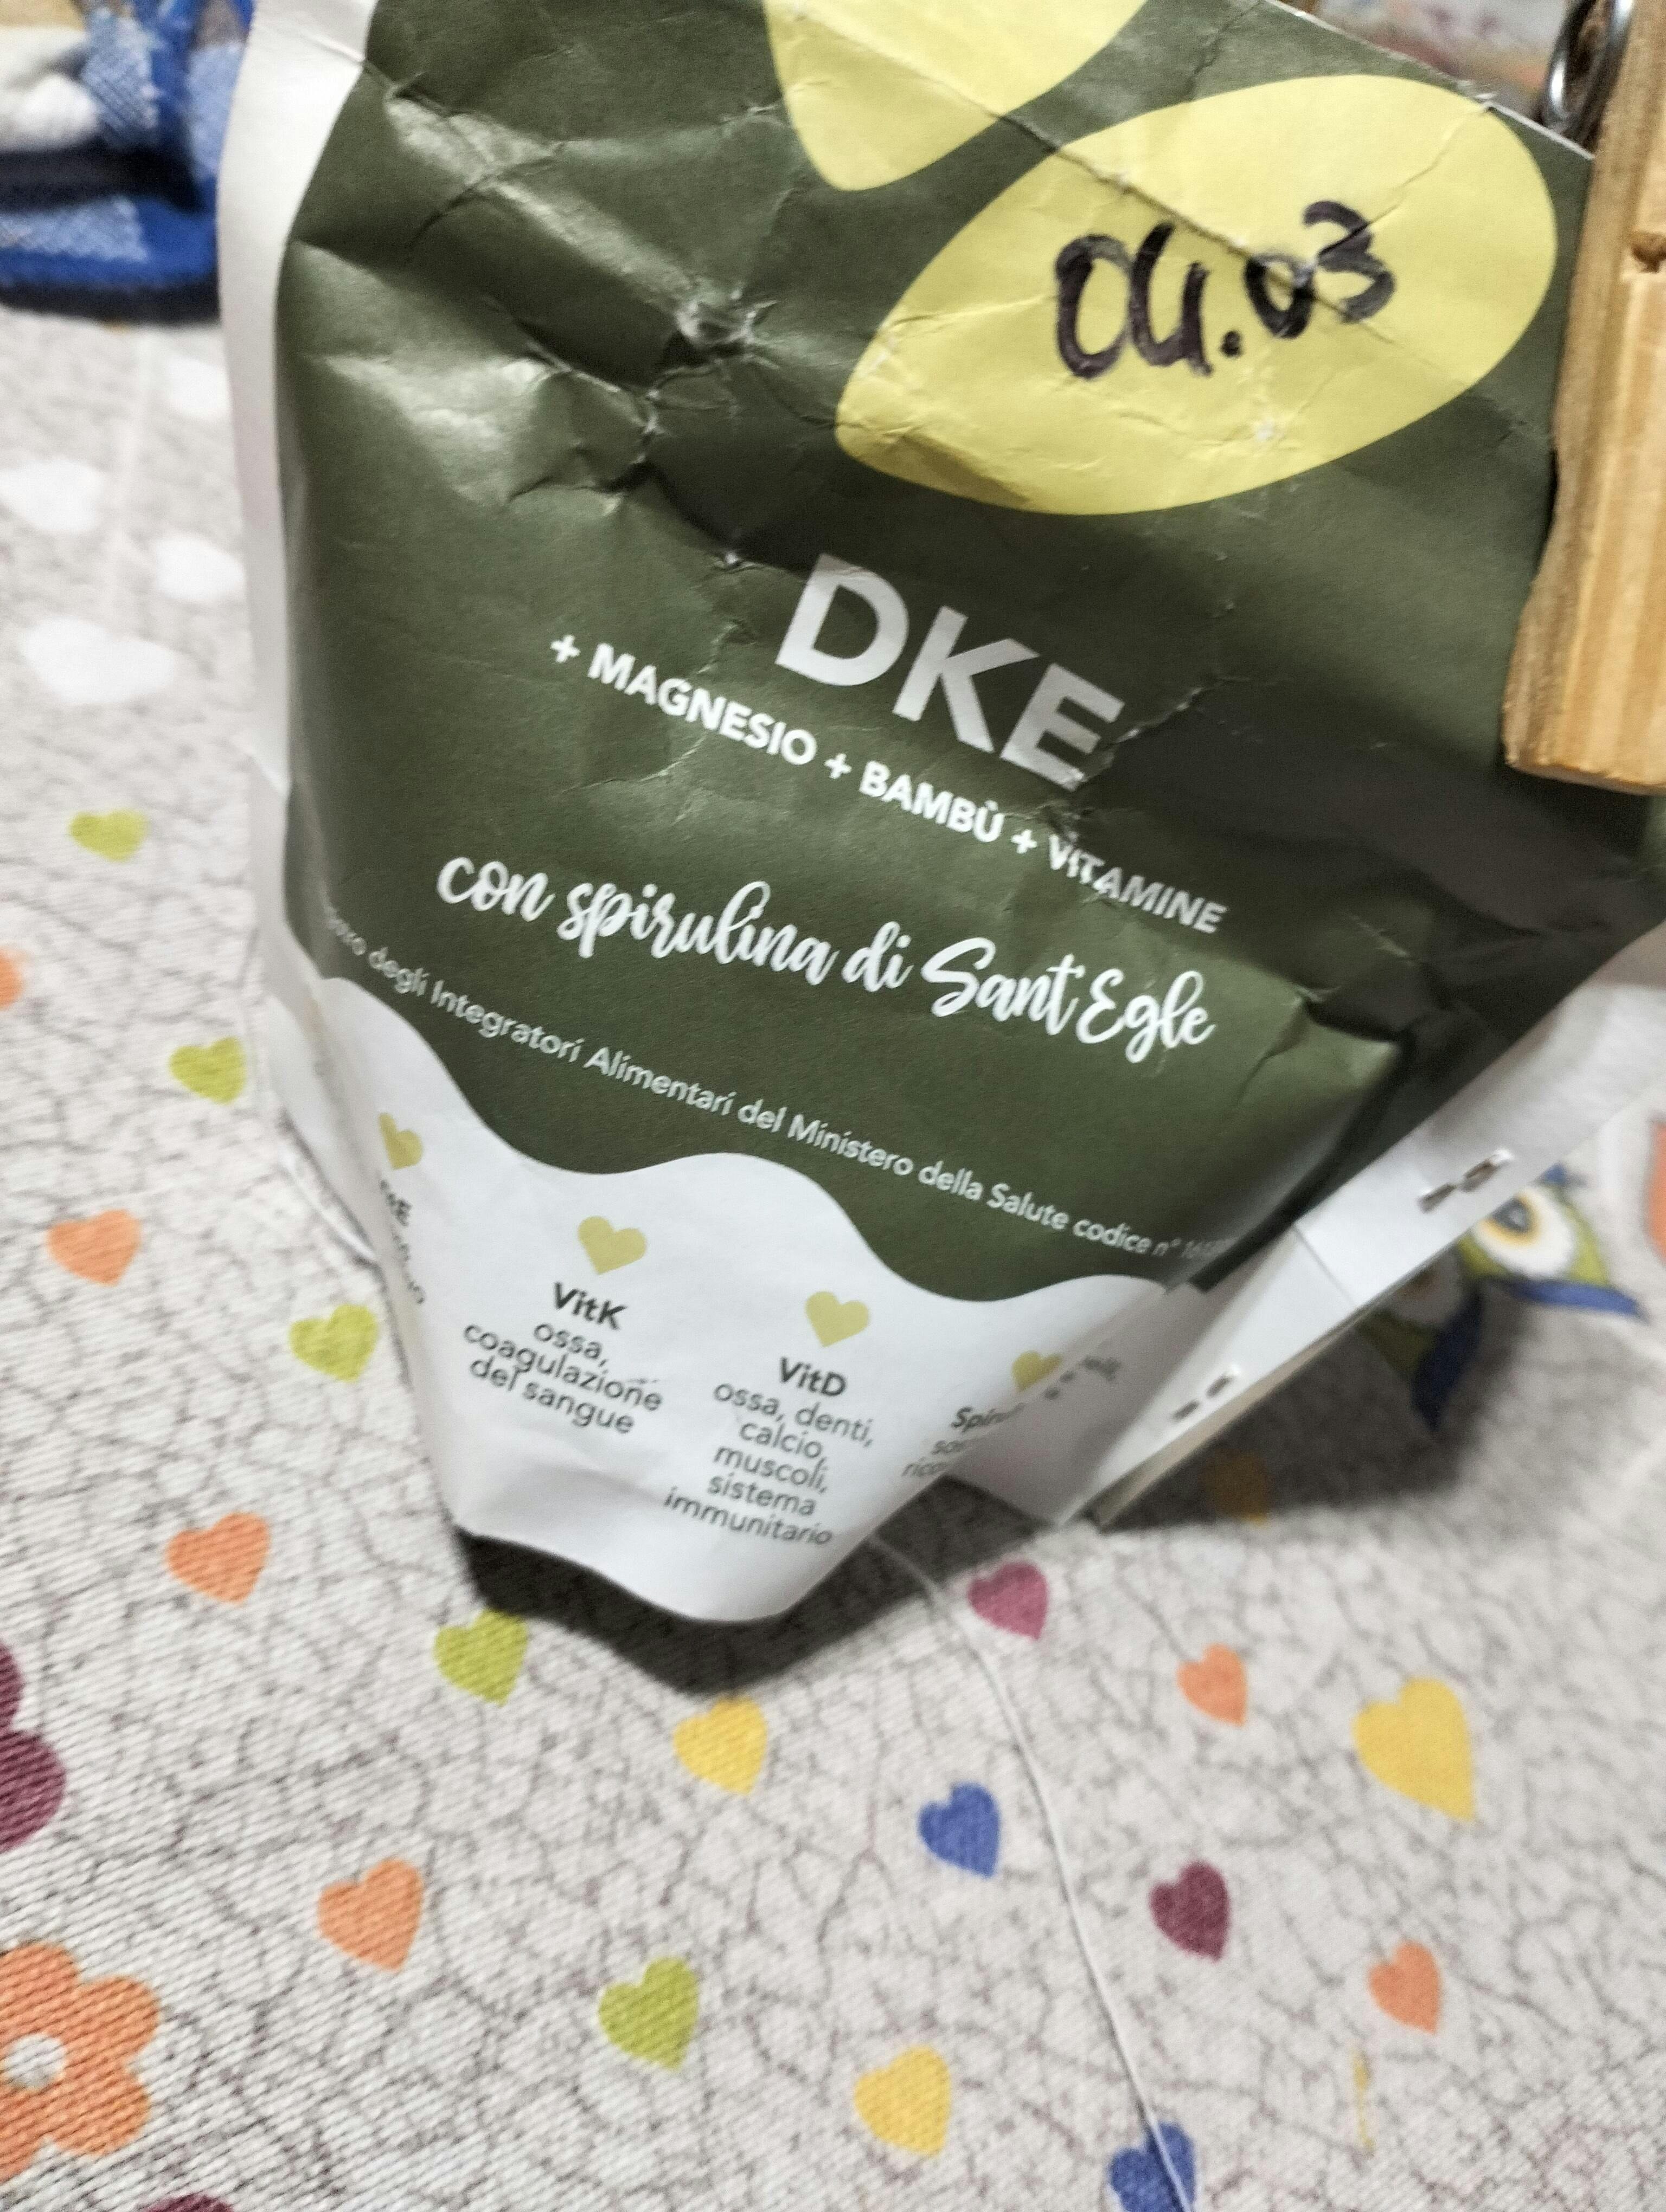 04.03
DKE
+ MAGNESIO + BAMBÙ + VITAMINE
con spirulina di Sant'Egle
degli Integratori Alimentari del Ministero della Salute codice n°
VitK
ossa,
coagulazione
del sangue
VitD
ossa, denti,
calcio,
muscoli,
sistema
immunitario